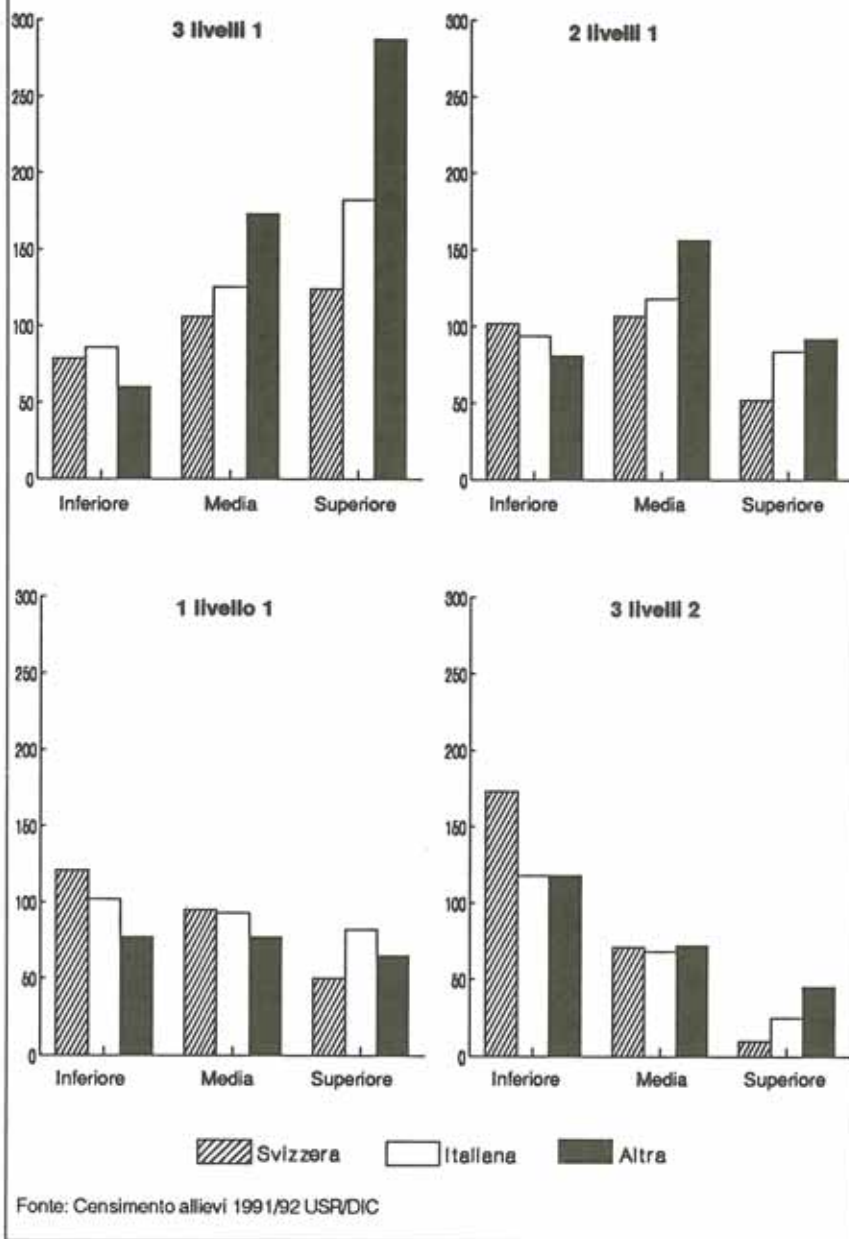 3 livelli 1
300
250
200
150
100
50
0
Inferiore Media Superiore
2 livelli 1
300
250
200
150
100
50
0
Inferiore Media Superiore
1 livello 1
300
250
200
150
100
50
0
Inferiore Media Superiore
3 livelli 2
300
250
200
150
100
50
0
Inferiore Media Superiore
Svizzera Italiana Altra
Fonte: Censimento allievi 1991/92 USR/DIC